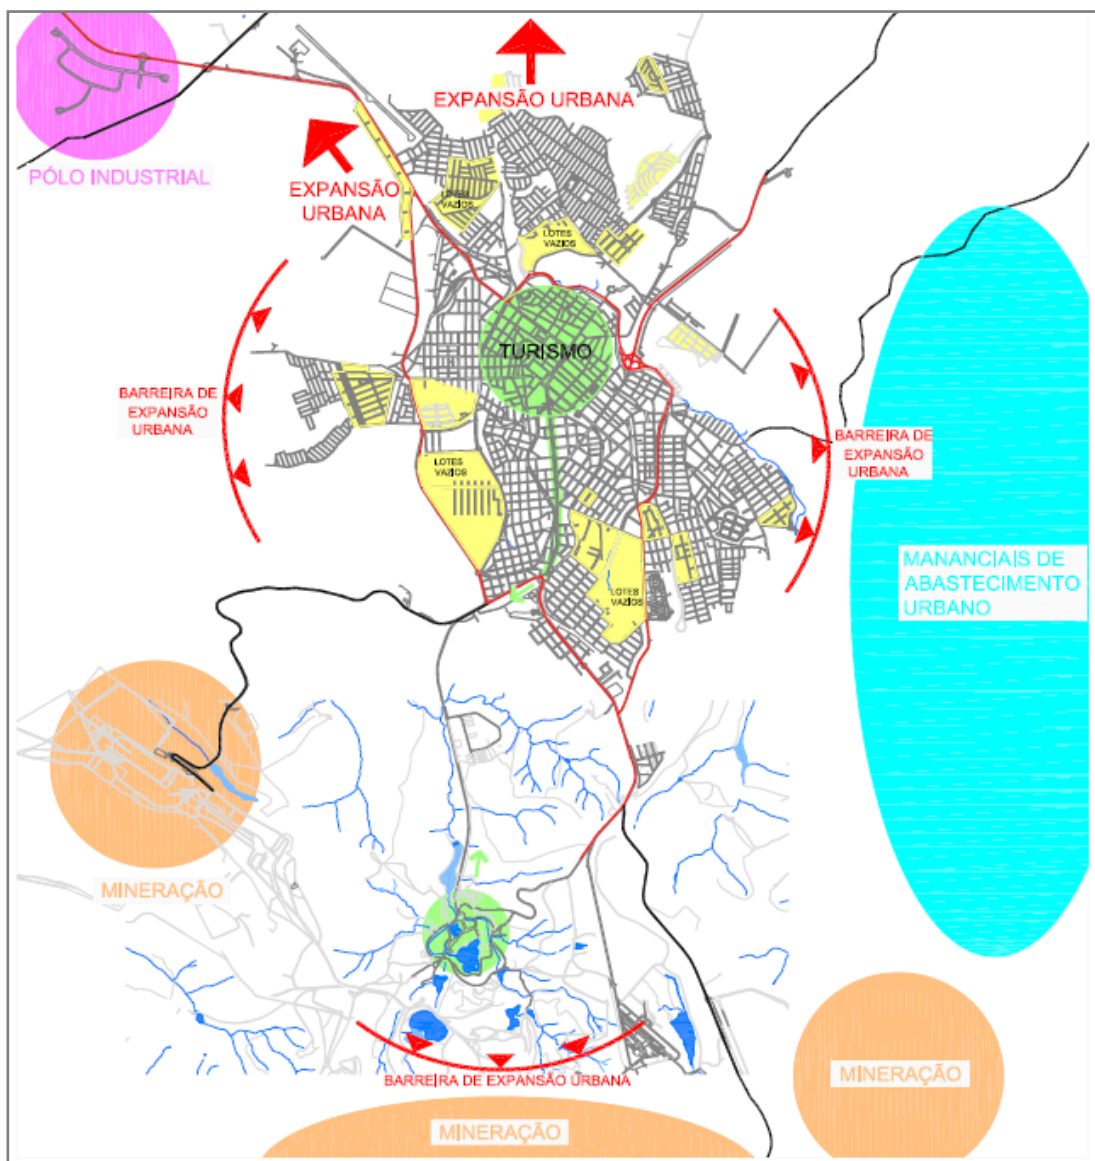 EXPANSÃO URBANA
PÓLO INDUSTRIAL
EXPANSÃO
URBANA
LOTES
VAZIOS
LOTES
VAZIOS
TURISMO
BARREIRA DE
EXPANSÃO
URBANA
BARREIRA DE
EXPANSÃO
URBANA
LOTES
VAZIOS
MANANCIAIS DE
ABASTECIMENTO
URBANO
LOTES
VAZIOS
MINERAÇÃO
BARREIRA DE EXPANSÃO URBANA
MINERAÇÃO
MINERAÇÃO